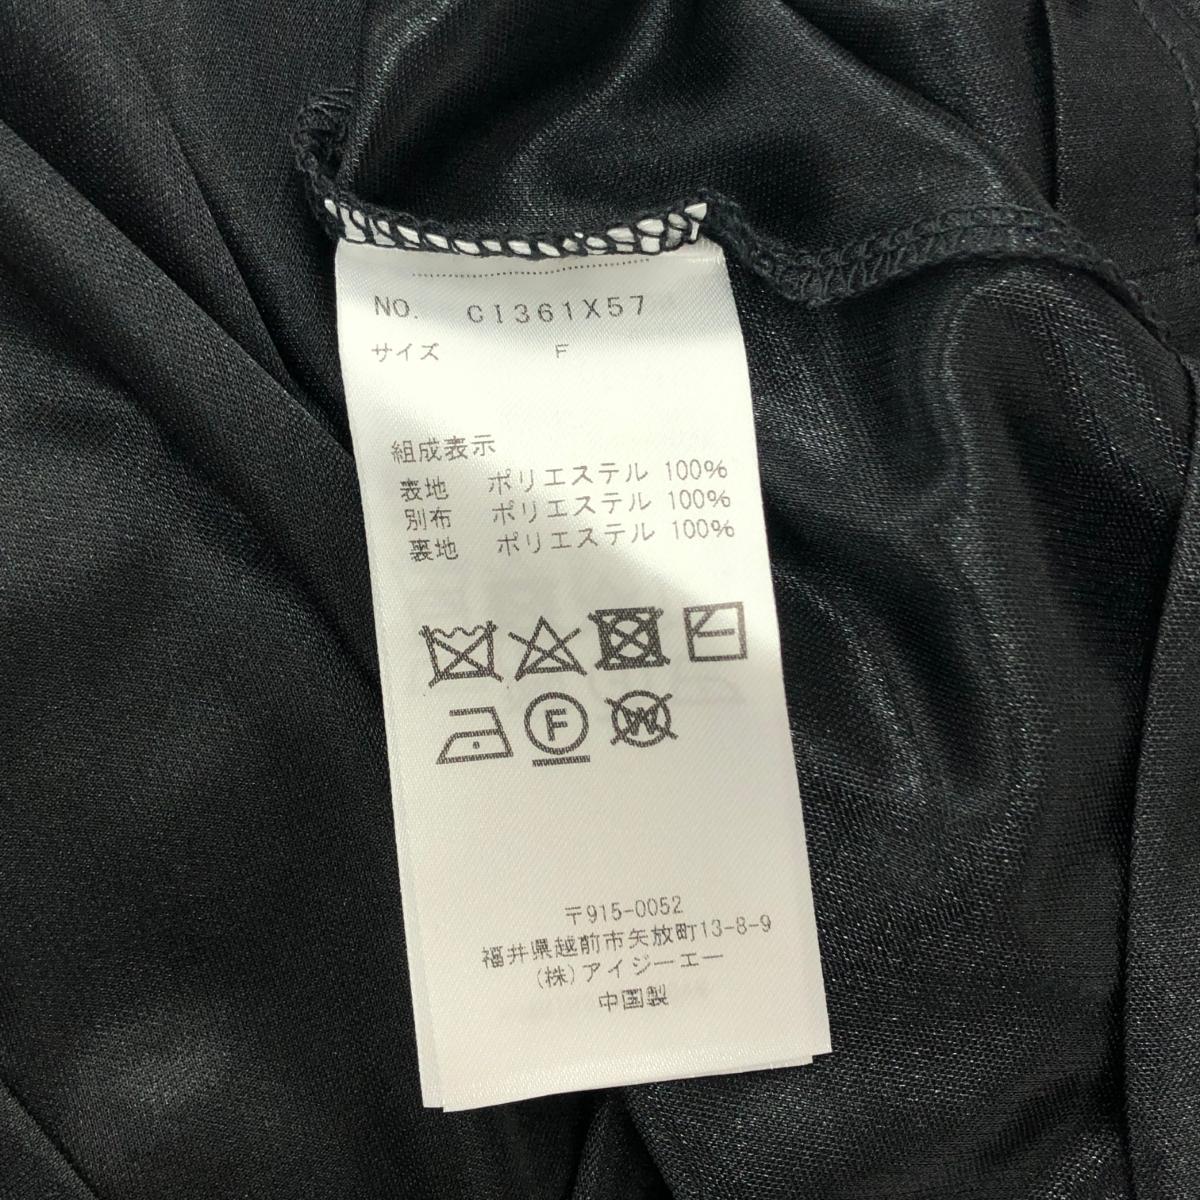 NO. CI361X57
サイズ F
組成表示
表地 ポリエステル 100%
別布 ポリエステル 100%
裏地 ポリエステル 100%
F
W
〒915-0052
福井県越前市矢放町13-8-9
(株)アイジーエー
中国製